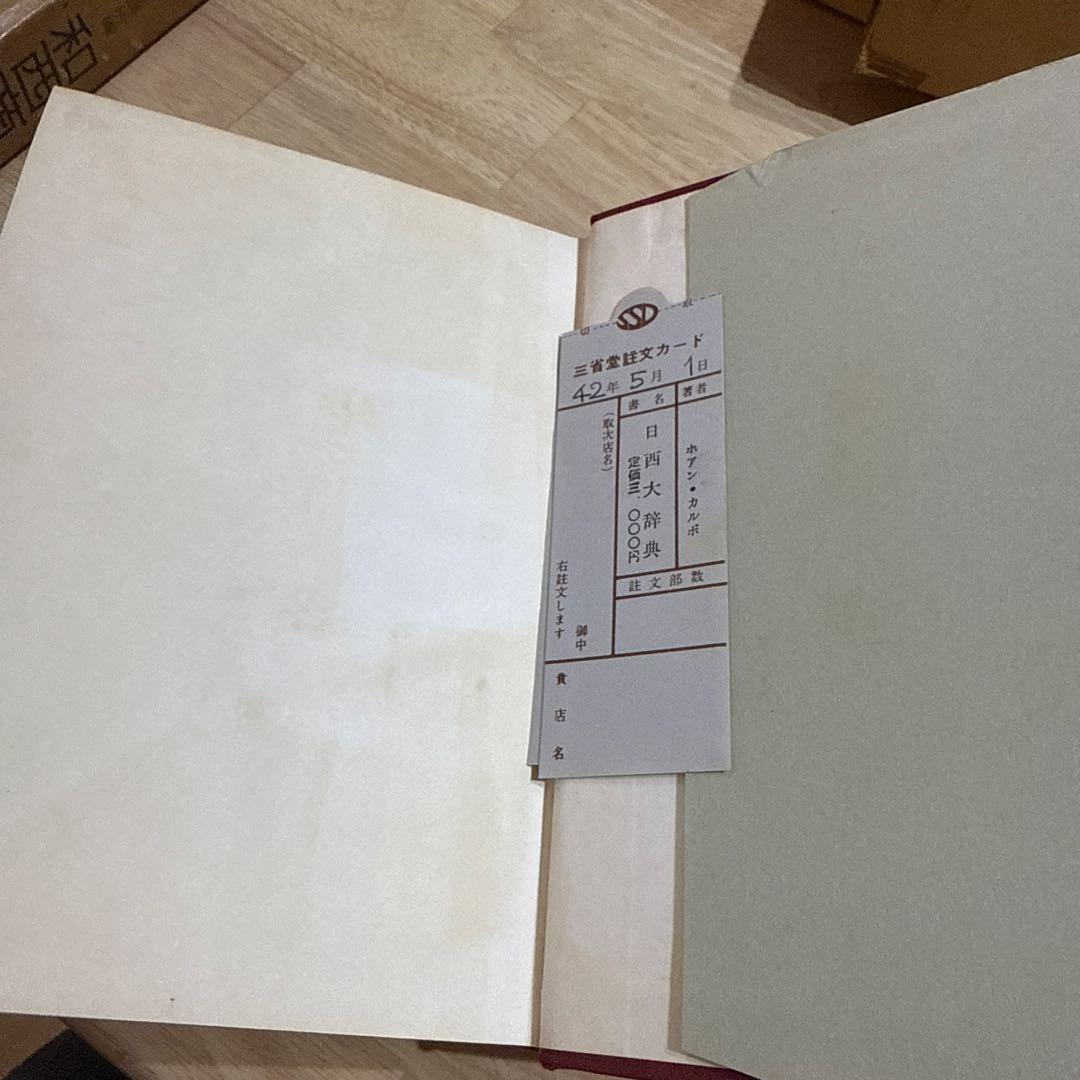 切 取
三省堂註文カード
42年 5月 1日
著者
ホアン・カルボ
書名
日西大辞典
定価三、〇〇〇円
註文部数
(取次店名)
御中
右註文します
貴店名